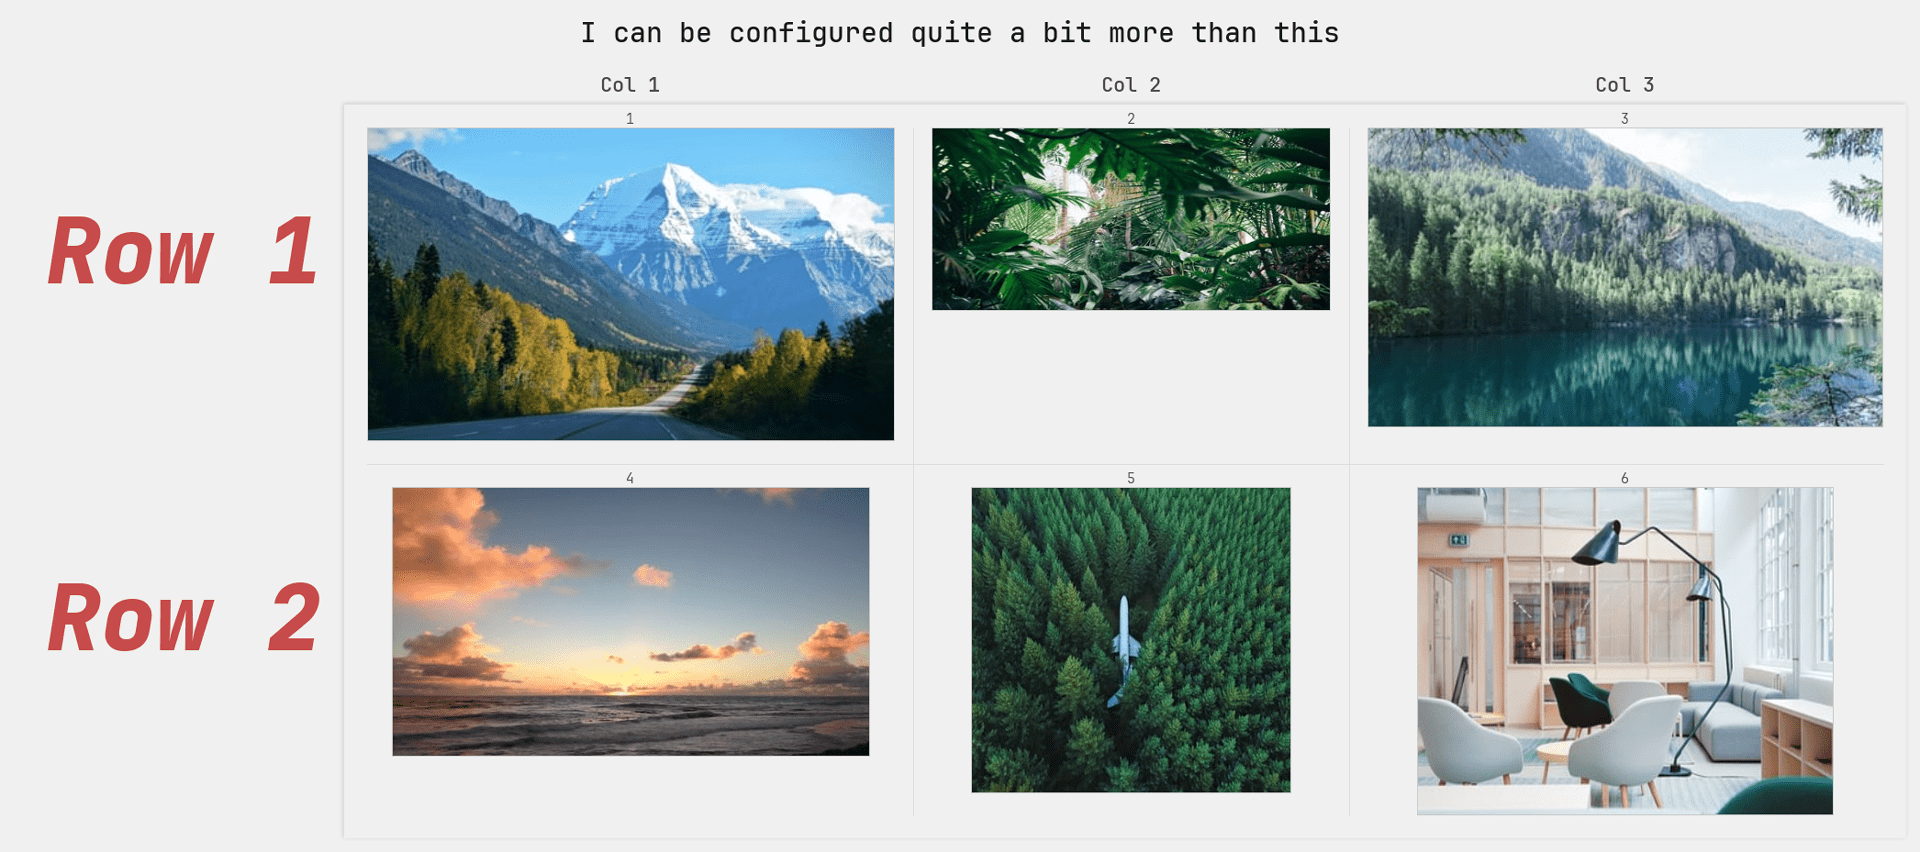 I can be configured quite a bit more than this
Col 1 Col 2 Col 3
1 2 3
Row 1
4 5 6
Row 2